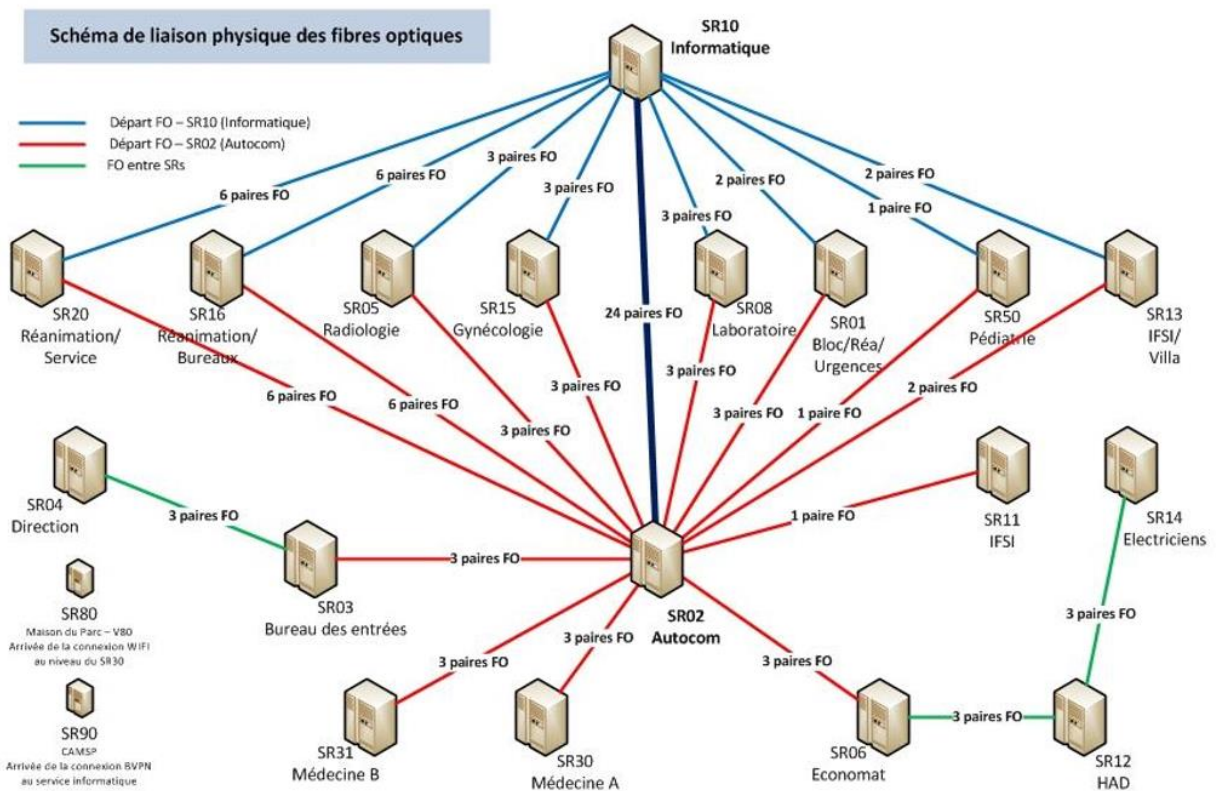 Schéma de liaison physique des fibres optiques
SR10
Informatique
Départ FO – SR10 (Informatique)
Départ FO – SR02 (Autocom)
FO entre SRs
6 paires FO
6 paires FO
3 paires FO
3 paires FO
3 paires FO
2 paires FO
1 paire FO
2 paires FO
24 paires FO
SR20
Réanimation/
Service
SR16
Réanimation/
Bureaux
SR05
Radiologie
SR15
Gynécologie
SR08
Laboratoire
SR01
Bloc/Réa/
Urgences
SR50
Pédiatrie
SR13
IFSI/
Villa
6 paires FO
6 paires FO
3 paires FO
3 paires FO
3 paires FO
3 paires FO
1 paire FO
2 paires FO
SR04
Direction
3 paires FO
SR03
Bureau des entrées
3 paires FO
SR02
Autocom
1 paire FO
SR11
IFSI
SR14
Electriciens
3 paires FO
SR80
Maison du Parc – V80
Arrivée de la connexion WIFI
au niveau du SR30
SR90
CAMSP
Arrivée de la connexion BVPN
au service informatique
3 paires FO
SR31
Médecine B
3 paires FO
SR30
Médecine A
3 paires FO
SR06
Economat
3 paires FO
SR12
HAD